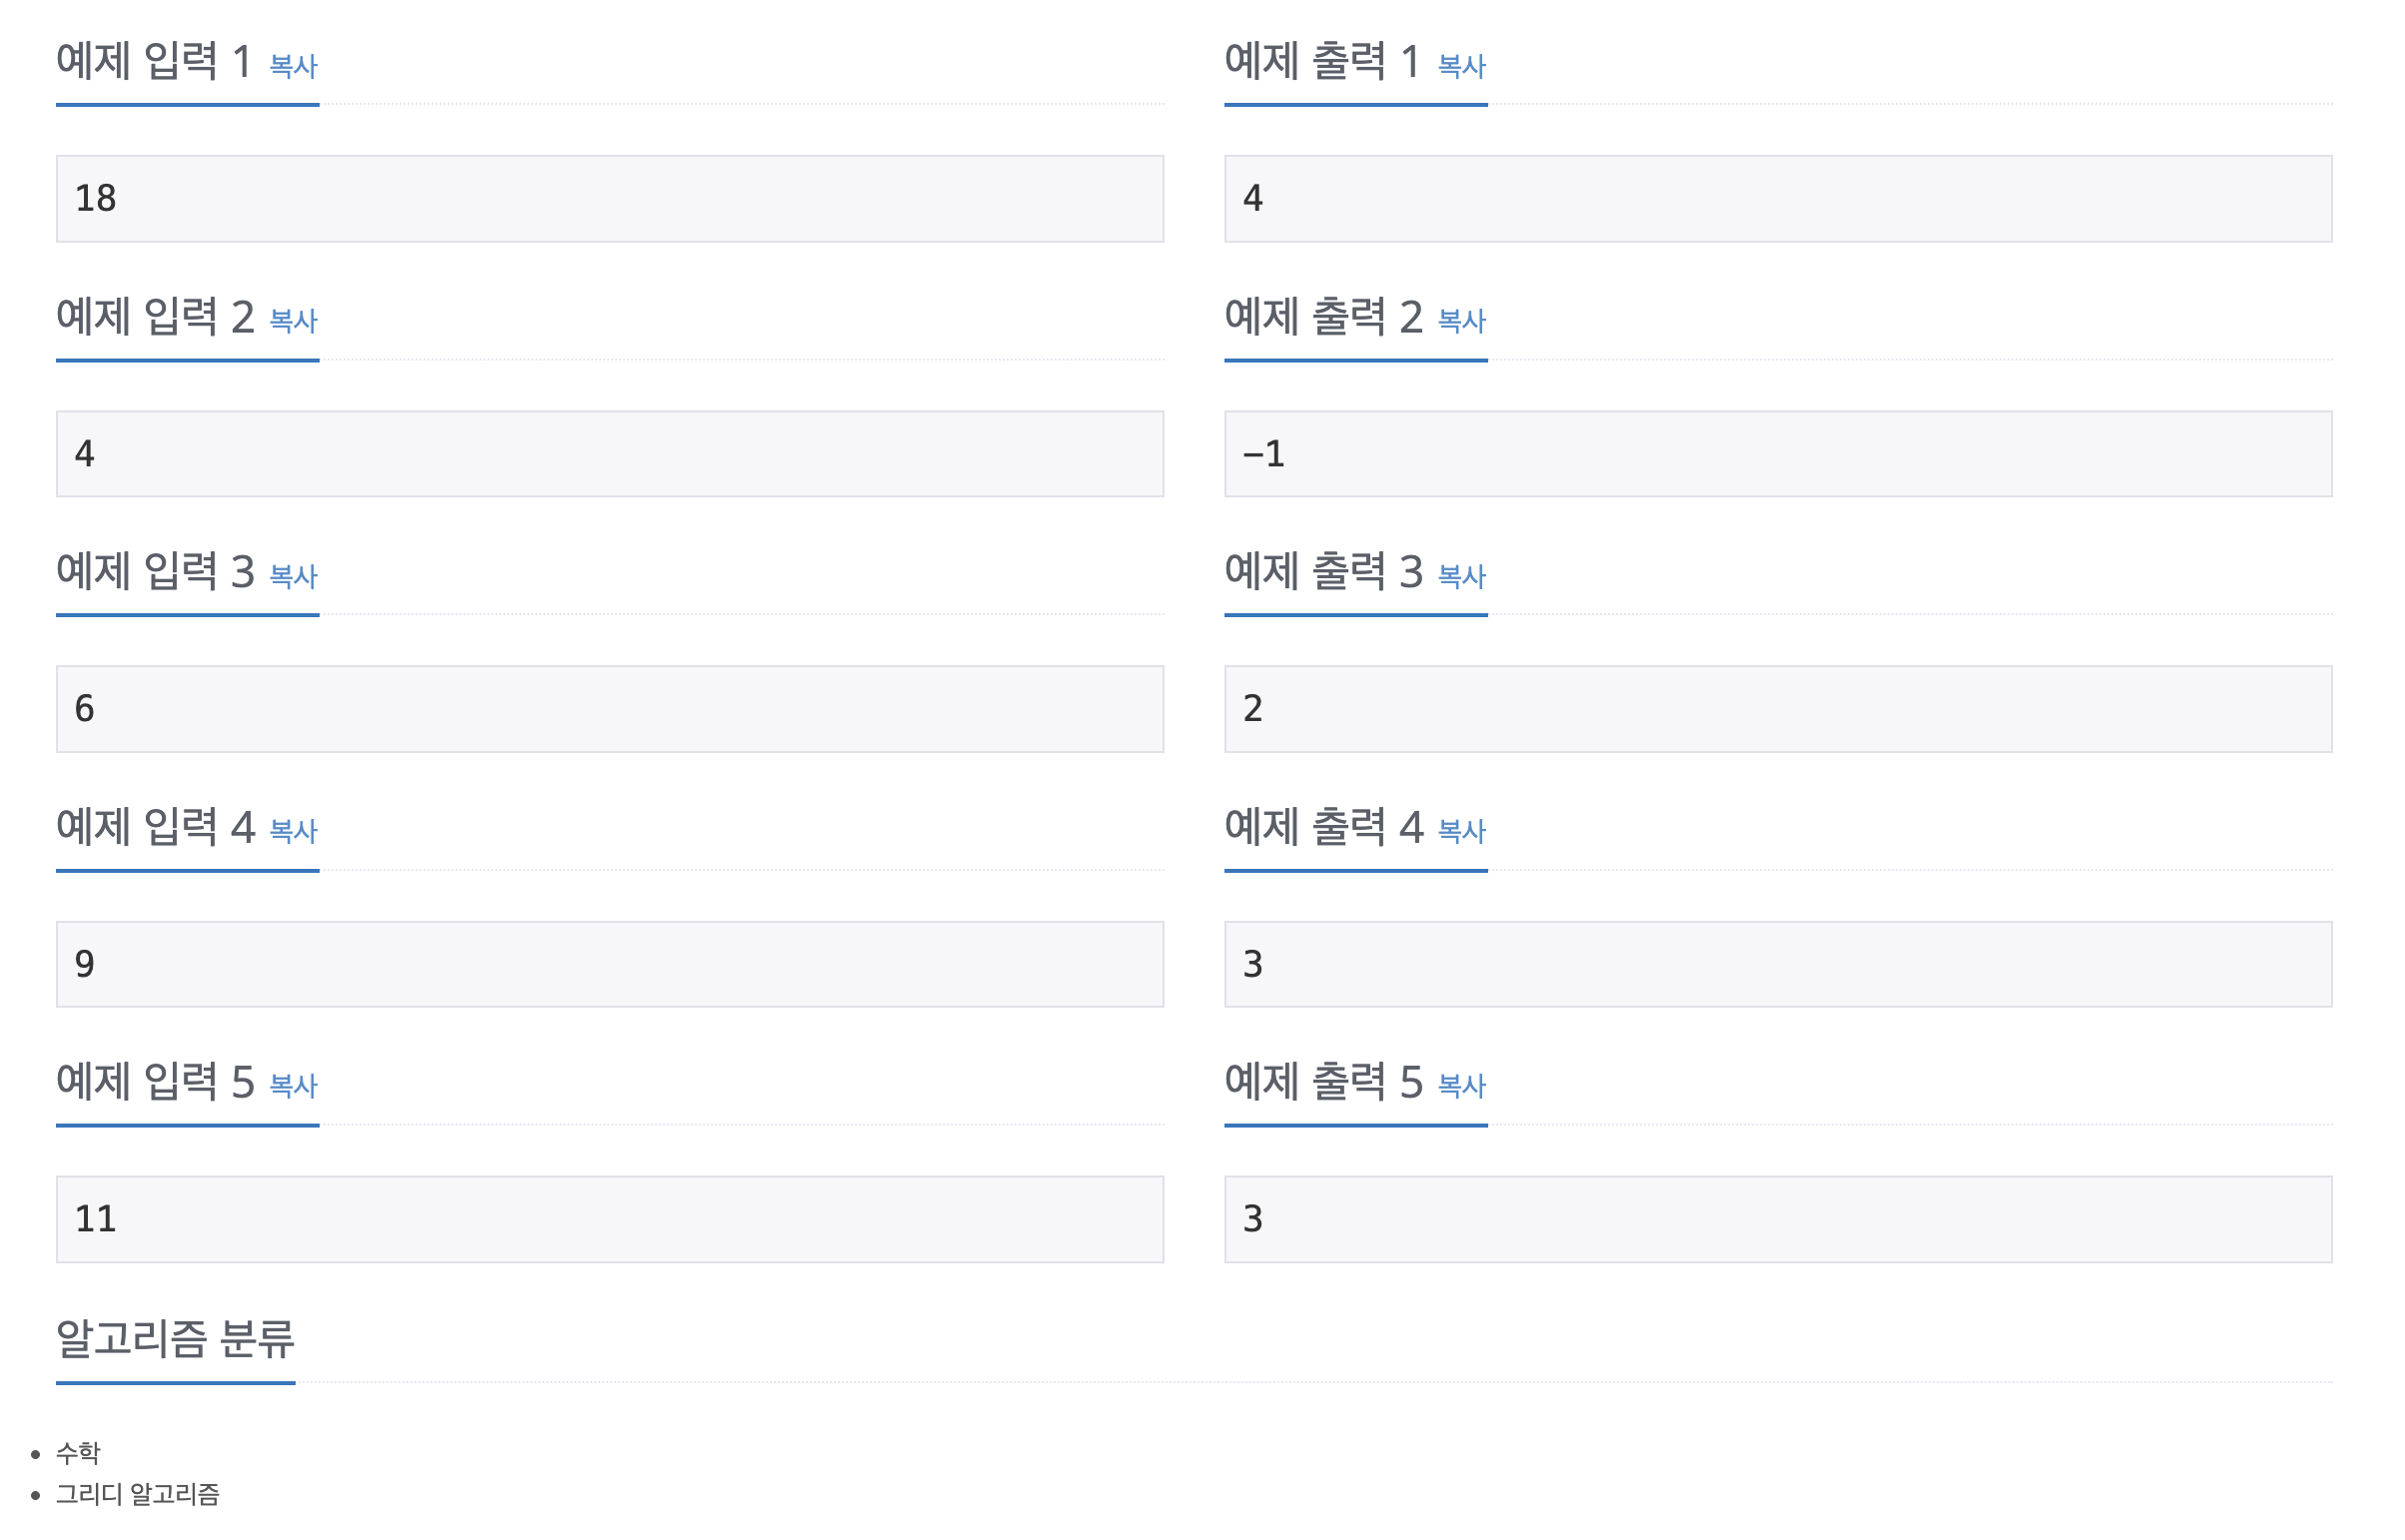 예제 입력 1 복사
예제 출력 1 복사
18
4
예제 입력 2 복사
예제 출력 2 복사
4
-1
예제 입력 3 복사
예제 출력 3 복사
6
2
예제 입력 4 복사
예제 출력 4 복사
9
3
예제 입력 5 복사
예제 출력 5 복사
11
3
알고리즘 분류
수학
그리디 알고리즘